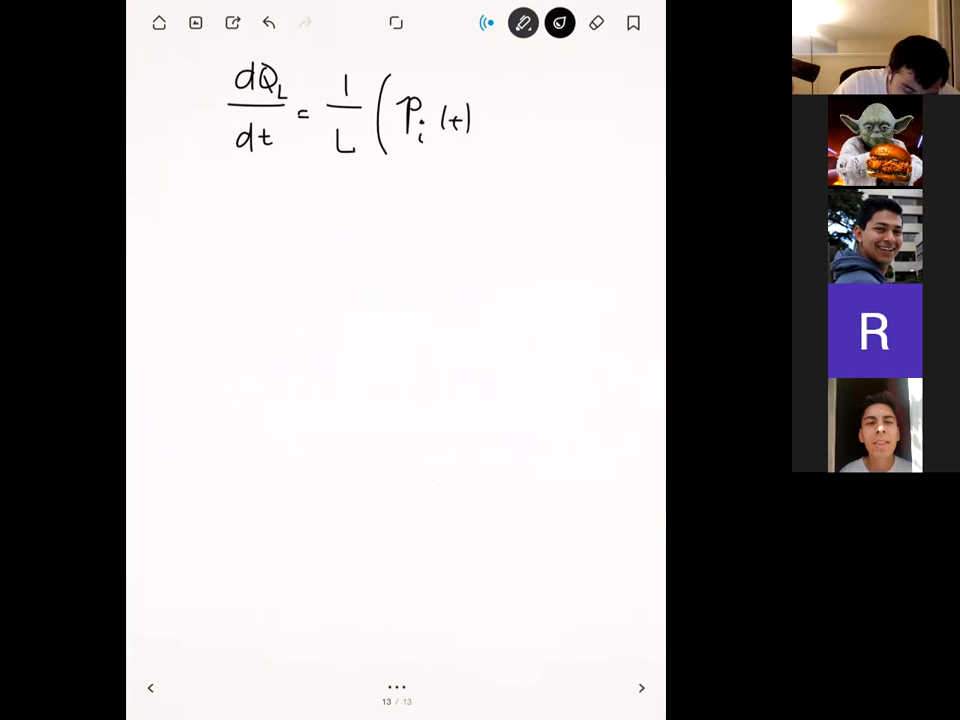 dQ_L/dt = 1/L ( P_i (t)
R
13 / 13